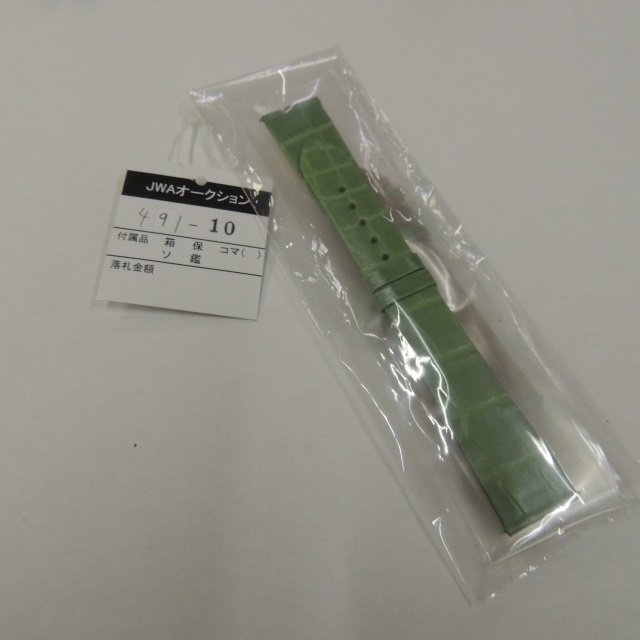 JWAオークション
491-10
付属品 箱 保 コマ( )
ソ 鑑
落札金額